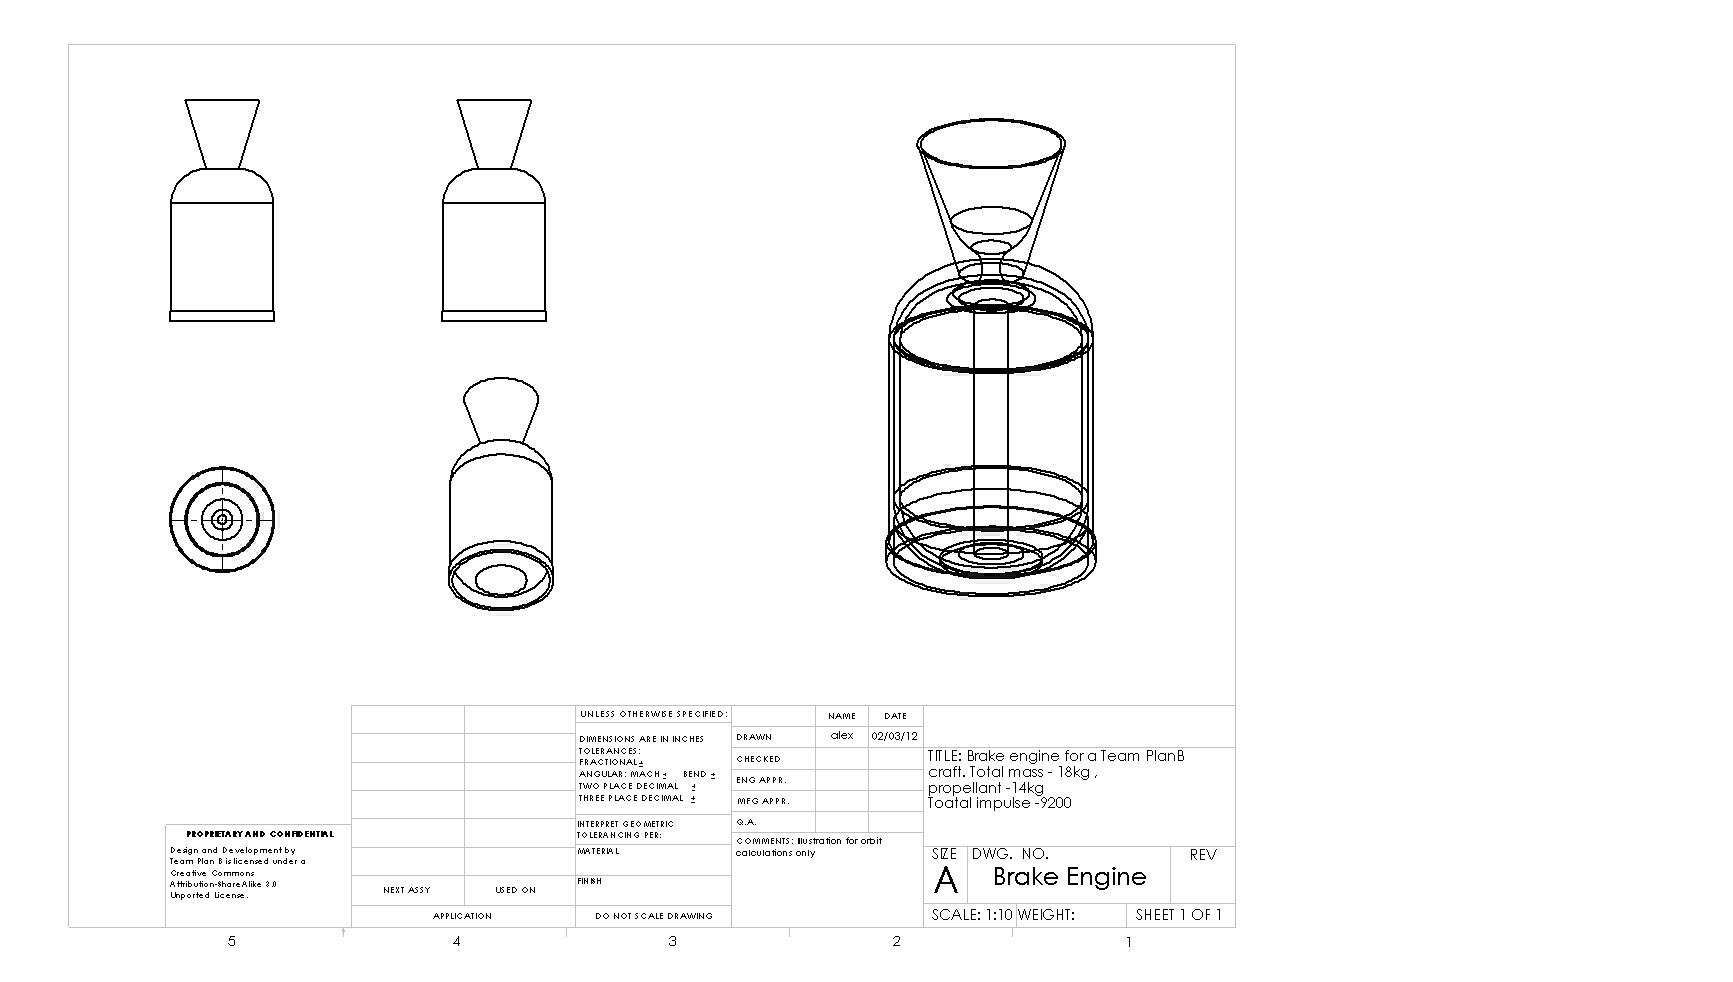 UNLESS OTHERWISE SPECIFIED:
DIMENSIONS ARE IN INCHES
TOLERANCES:
FRACTIONAL±
ANGULAR: MACH± BEND ±
TWO PLACE DECIMAL ±
THREE PLACE DECIMAL ±
INTERPRET GEOMETRIC
TOLERANCING PER:
MATERIAL
FINISH
DO NOT SCALE DRAWING
NAME DATE
DRAWN alex 02/03/12
CHECKED
ENG APPR.
MFG APPR.
Q.A.
COMMENTS: Illustration for orbit
calculations only
TITLE: Brake engine for a Team PlanB
craft. Total mass - 18kg ,
propellant -14kg
Toatal impulse -9200
SIZE DWG. NO. REV
A Brake Engine
SCALE: 1:10 WEIGHT: SHEET 1 OF 1
PROPRIETARY AND CONFIDENTIAL
Design and Development by
Team Plan B is licensed under a
Creative Commons
Attribution-ShareAlike 3.0
Unported License.
NEXT ASSY USED ON
APPLICATION
5 4 3 2 1